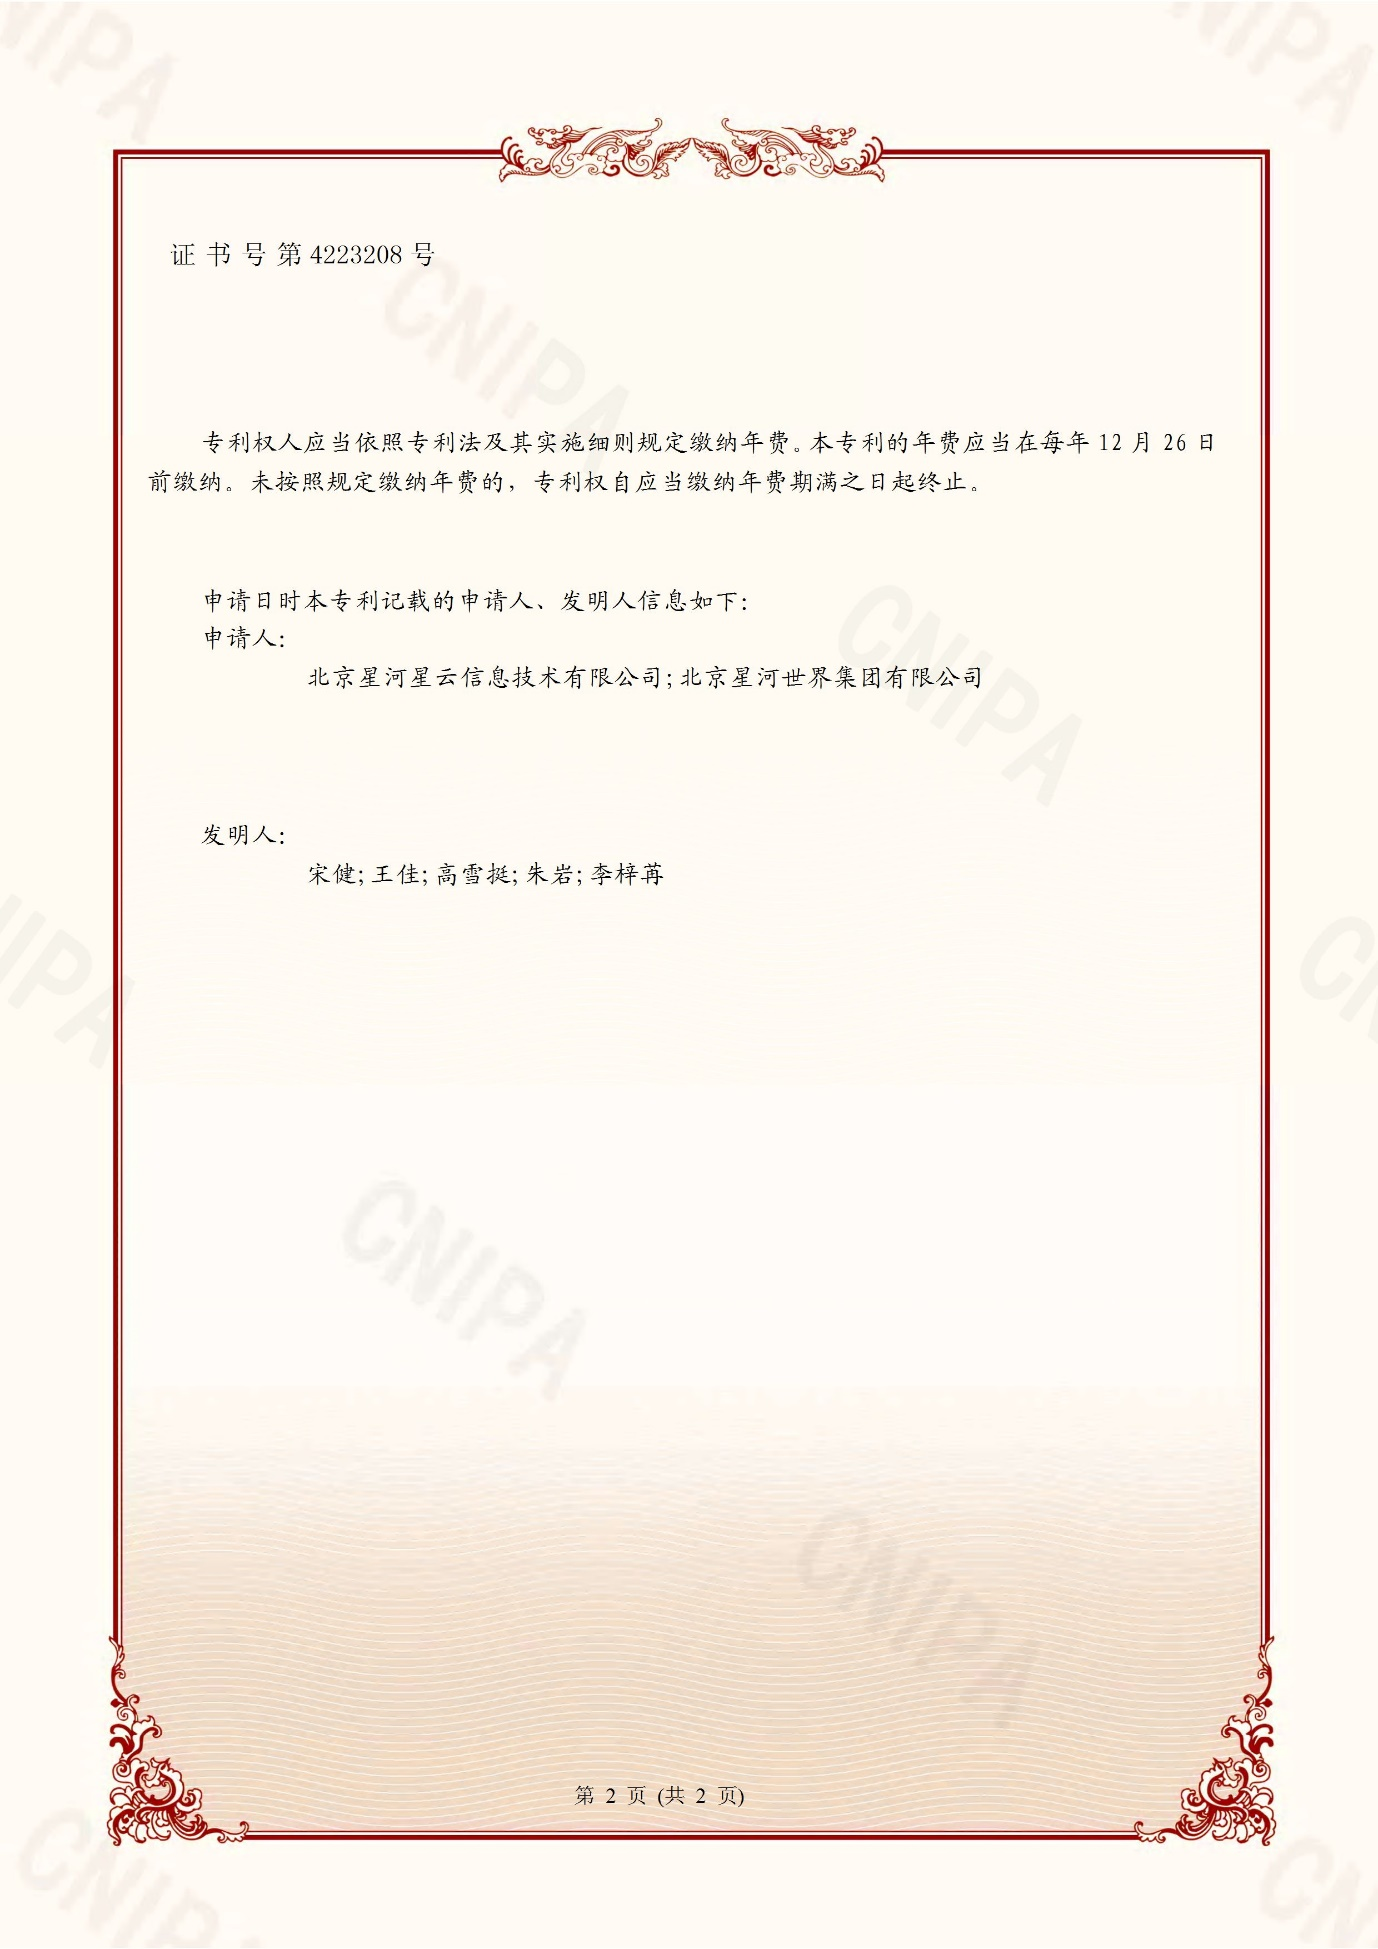 CNIPA
证书号第4223208号
专利权人应当依照专利法及其实施细则规定缴纳年费。本专利的年费应当在每年12月26日
前缴纳。未按照规定缴纳年费的，专利权自应当缴纳年费期满之日起终止。
申请日时本专利记载的申请人、发明人信息如下：
申请人：
北京星河星云信息技术有限公司；北京星河世界集团有限公司
发明人：
宋健；王佳；高雪挺；朱岩；李梓苒
第 2 页 (共 2 页)